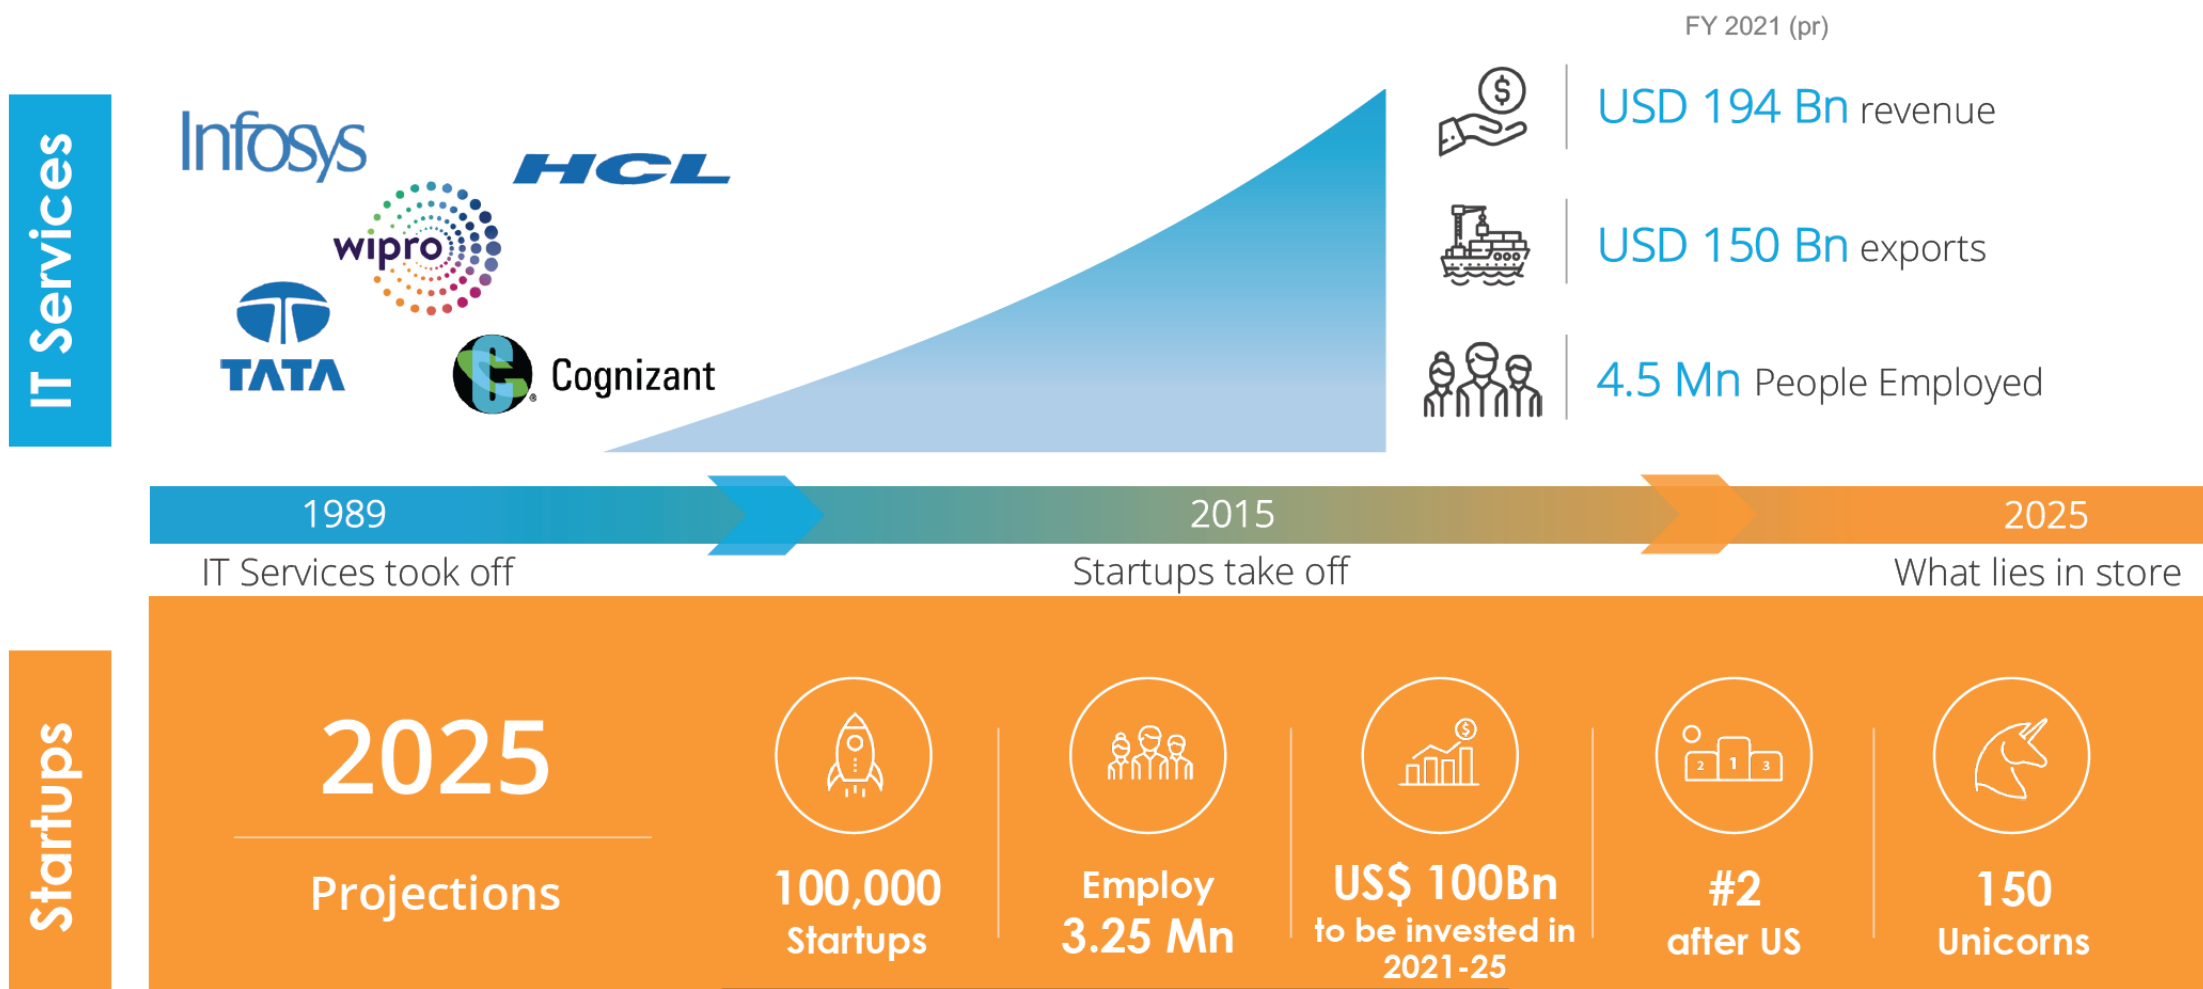 FY 2021 (pr)
IT Services
Infosys
HCL
wipro
TATA
Cognizant
$
USD 194 Bn revenue
USD 150 Bn exports
4.5 Mn People Employed
1989
2015
2025
IT Services took off
Startups take off
What lies in store
Startups
2025
Projections
100,000
Startups
Employ
3.25 Mn
$
US$ 100Bn
to be invested in
2021-25
2 1 3
#2
after US
150
Unicorns